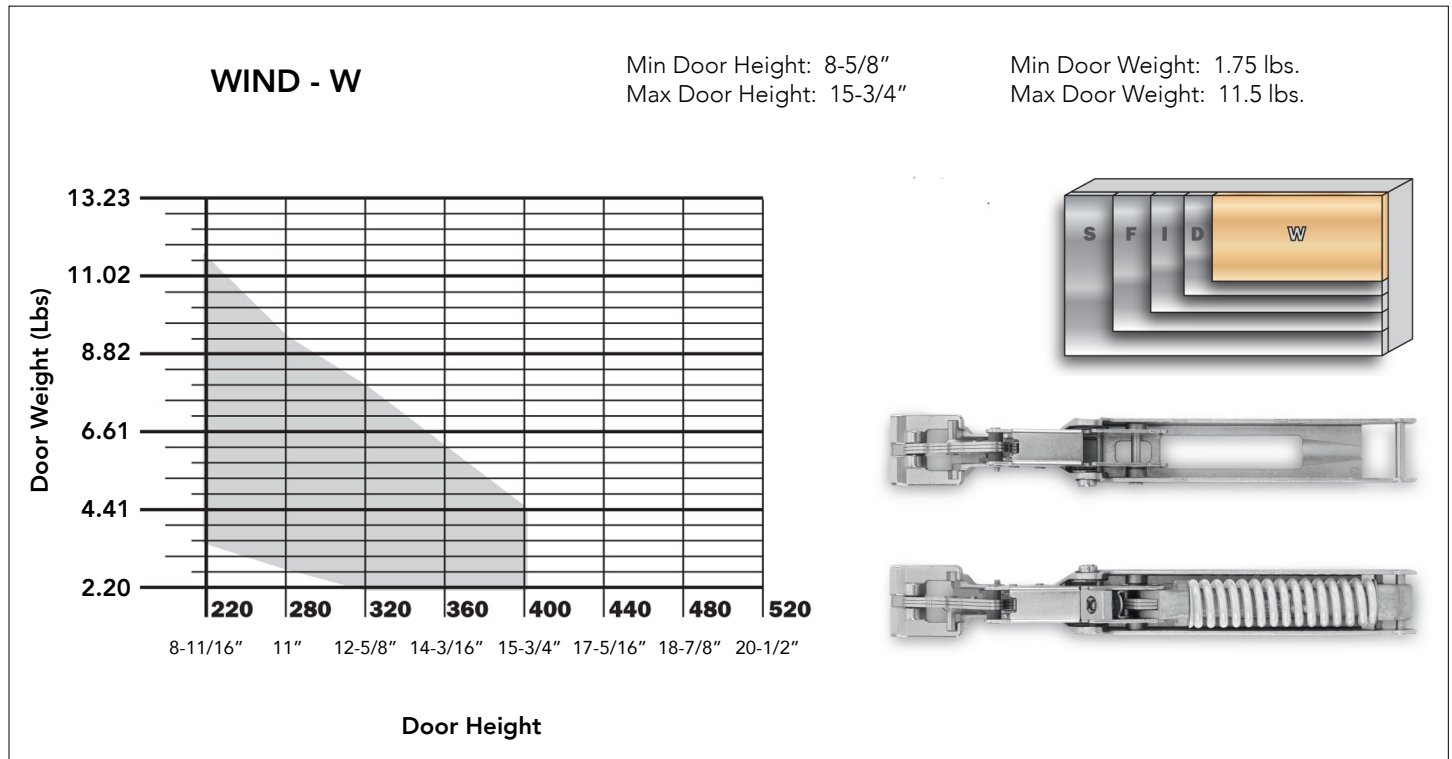 WIND - W
Min Door Height: 8-5/8"
Max Door Height: 15-3/4"
Min Door Weight: 1.75 lbs.
Max Door Weight: 11.5 lbs.
13.23
11.02
8.82
6.61
4.41
2.20
Door Weight (Lbs)
220 280 320 360 400 440 480 520
8-11/16" 11" 12-5/8" 14-3/16" 15-3/4" 17-5/16" 18-7/8" 20-1/2"
Door Height
S F I D W